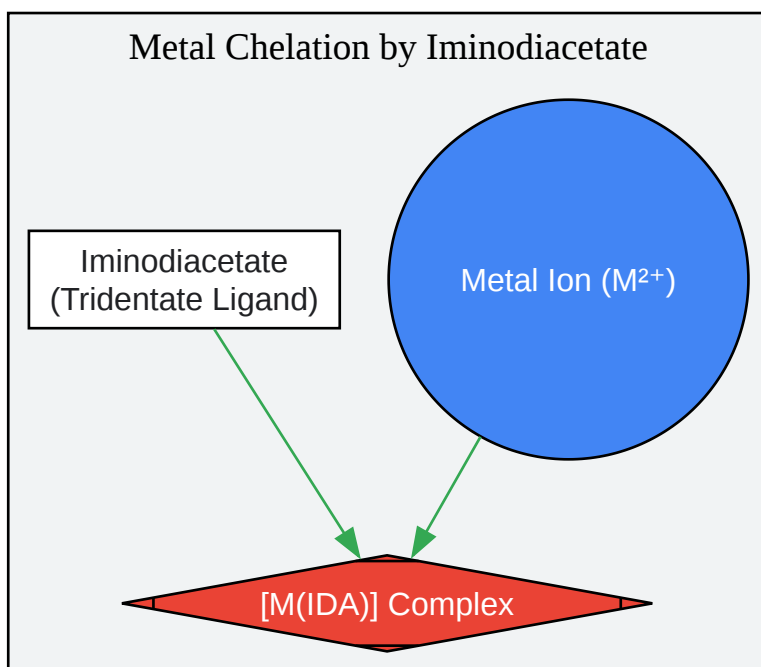 Metal Chelation by Iminodiacetate
Iminodiacetate
(Tridentate Ligand)
Metal Ion (M²⁺)
[M(IDA)] Complex